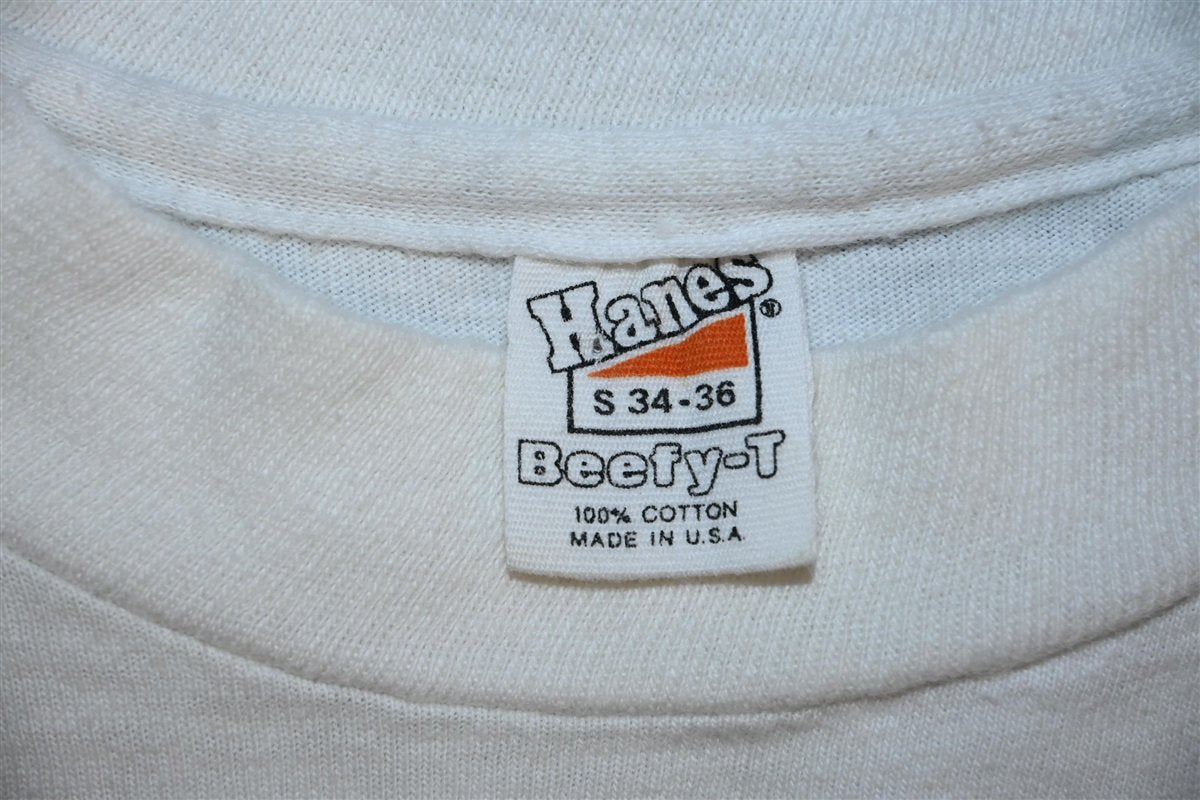 Hanes®
S 34-36
Beefy-T
100% COTTON
MADE IN U.S.A.